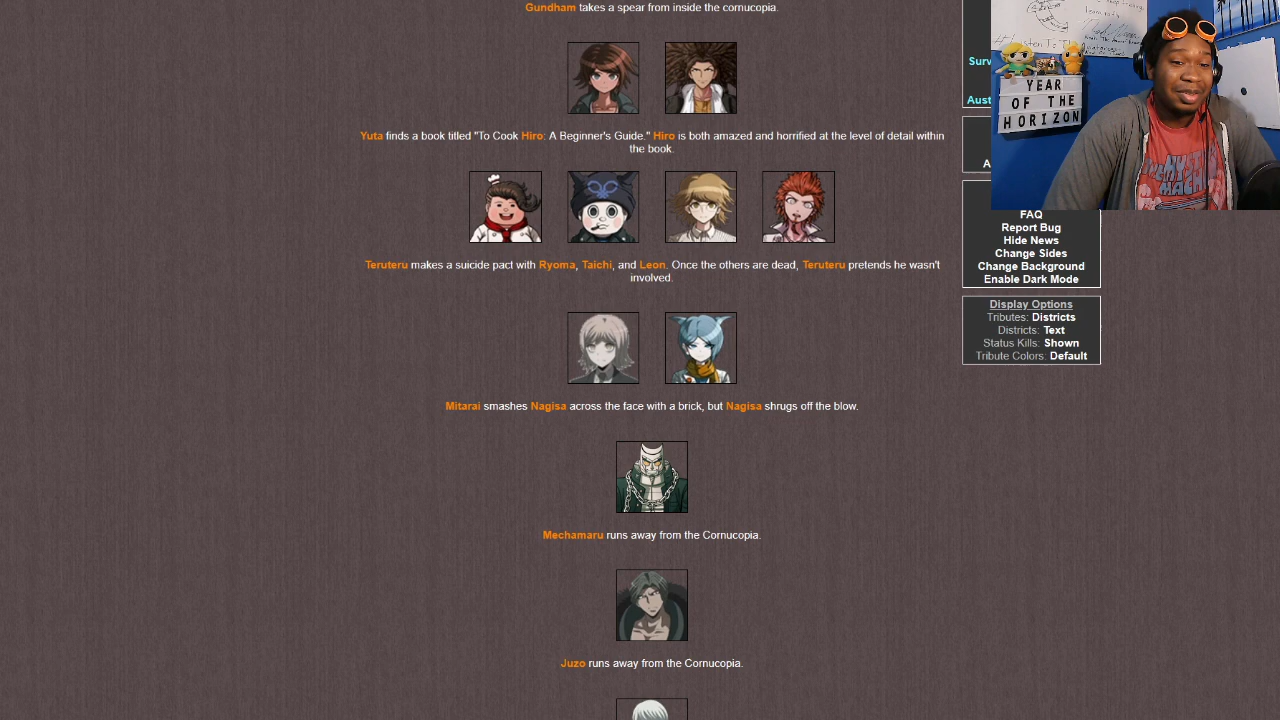 Gundham takes a spear from inside the cornucopia.
Yuta finds a book titled "To Cook Hiro: A Beginner's Guide." Hiro is both amazed and horrified at the level of detail within
the book.
Teruteru makes a suicide pact with Ryoma, Taichi, and Leon. Once the others are dead, Teruteru pretends he wasn't
involved.
Mitarai smashes Nagisa across the face with a brick, but Nagisa shrugs off the blow.
Mechamaru runs away from the Cornucopia.
Juzo runs away from the Cornucopia.
Surv
Aust
A
YEAR
OF THE
HORIZON
FAQ
Report Bug
Hide News
Change Sides
Change Background
Enable Dark Mode
Display Options
Tributes: Districts
Districts: Text
Status Kills: Shown
Tribute Colors: Default